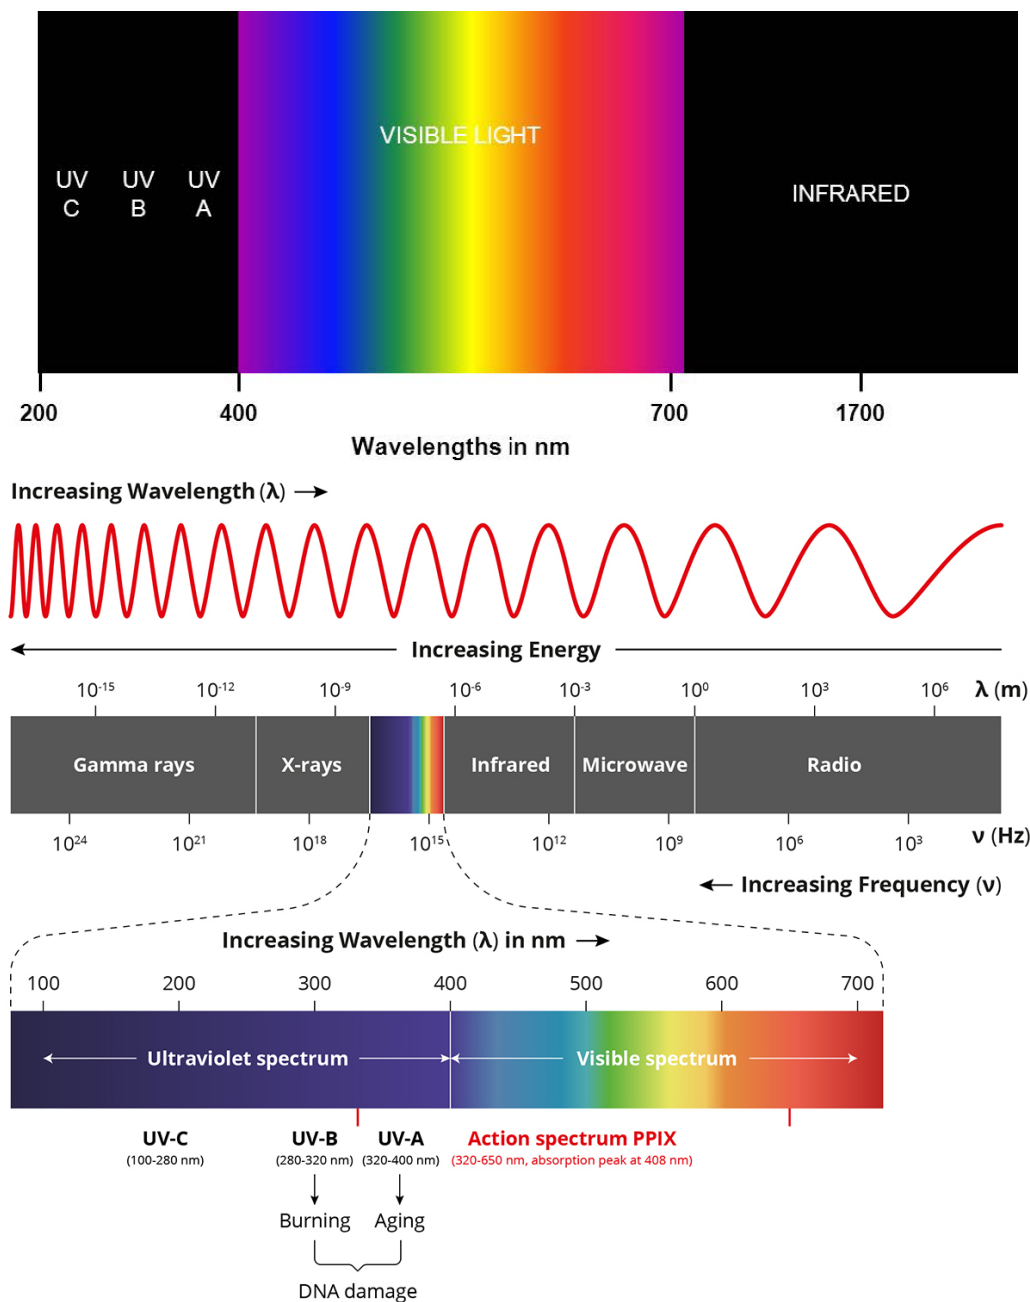 VISIBLE LIGHT
UV UV UV
C B A
INFRARED
200 400 700 1700
Wavelengths in nm
Increasing Wavelength (λ) →
Increasing Energy
10-15 10-12 10-9 10-6 10-3 100 103 106 λ (m)
Gamma rays X-rays Infrared Microwave Radio
1024 1021 1018 1015 1012 109 106 103 ν (Hz)
← Increasing Frequency (ν)
Increasing Wavelength (λ) in nm →
100 200 300 400 500 600 700
Ultraviolet spectrum Visible spectrum
UV-C UV-B UV-A Action spectrum PPIX
(100-280 nm) (280-320 nm) (320-400 nm) (320-650 nm, absorption peak at 408 nm)
Burning Aging
DNA damage